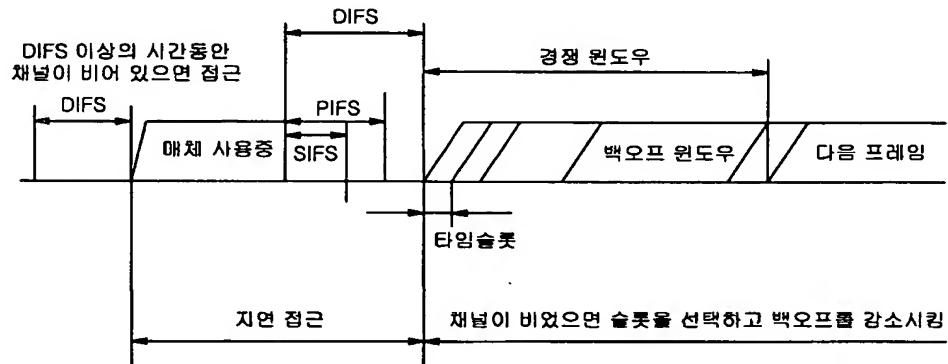 DIFS
DIFS 이상의 시간동안
채널이 비어 있으면 접근
경쟁 윈도우
DIFS
PIFS
매체 사용중
SIFS
백오프 윈도우
다음 프레임
타임슬롯
지연 접근
채널이 비었으면 슬롯을 선택하고 백오프를 감소시킴